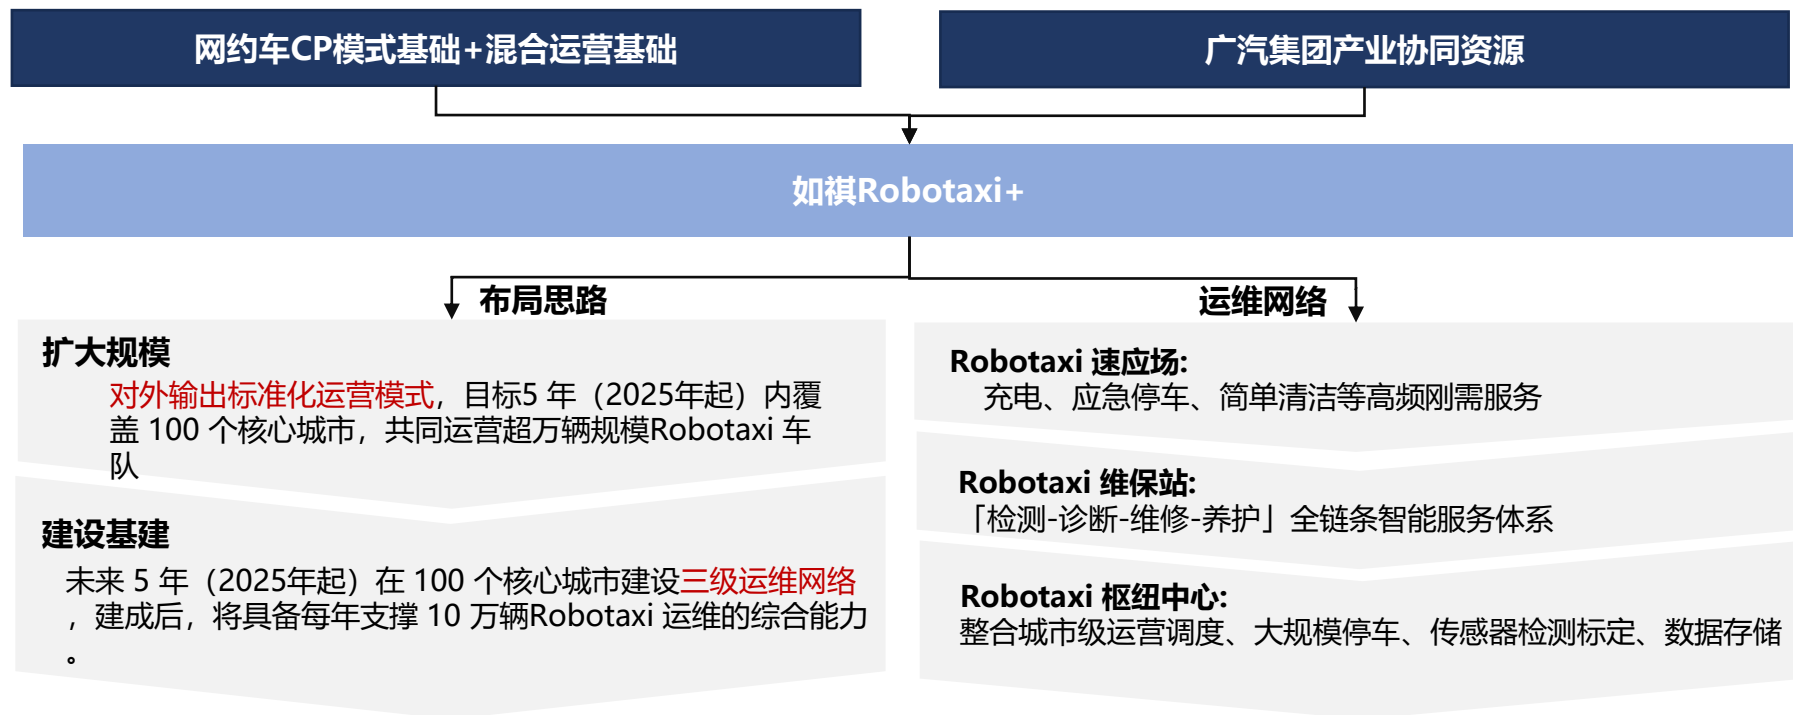 网约车CP模式基础+混合运营基础
广汽集团产业协同资源
如祺Robotaxi+
布局思路
扩大规模
对外输出标准化运营模式，目标5 年（2025年起）内覆
盖 100 个核心城市，共同运营超万辆规模Robotaxi 车
队
建设基建
未来 5 年（2025年起）在 100 个核心城市建设三级运维网络
，建成后，将具备每年支撑 10 万辆Robotaxi 运维的综合能力
。
运维网络
Robotaxi 速应场:
充电、应急停车、简单清洁等高频刚需服务
Robotaxi 维保站:
「检测-诊断-维修-养护」全链条智能服务体系
Robotaxi 枢纽中心:
整合城市级运营调度、大规模停车、传感器检测标定、数据存储